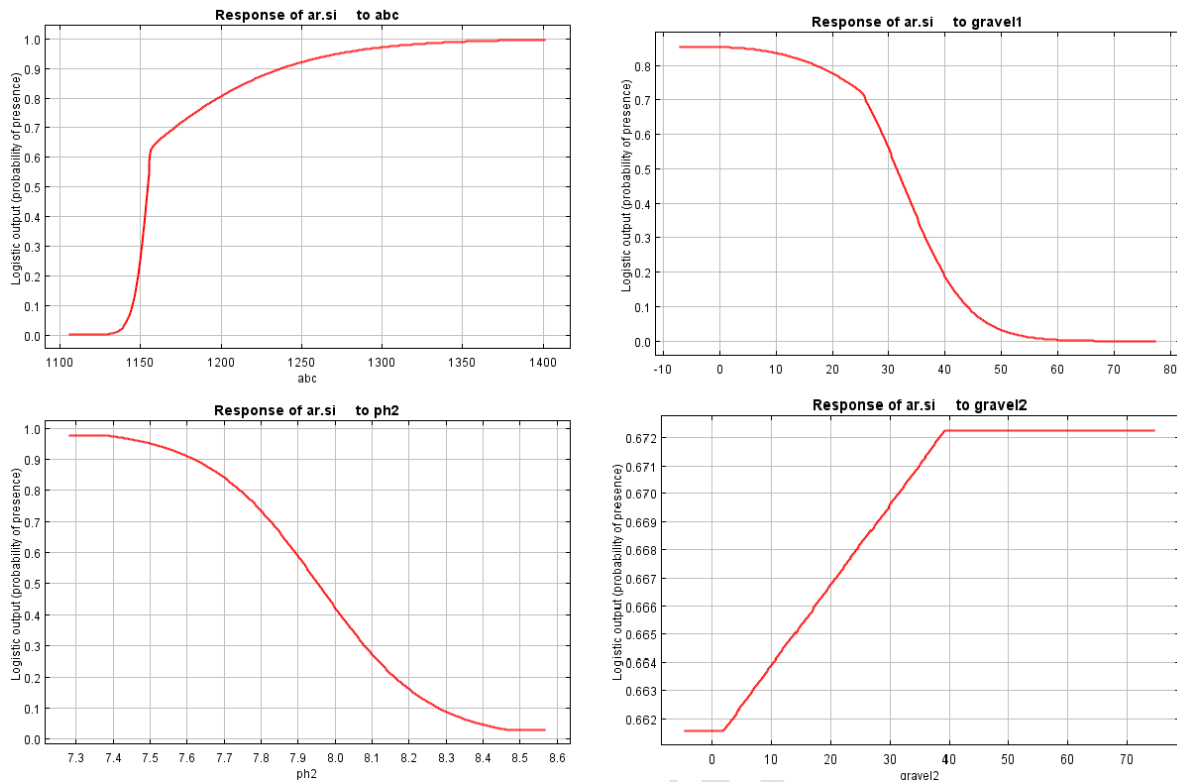 Response of ar.si to abc
Logistic output (probability of presence)
1.0
0.9
0.8
0.7
0.6
0.5
0.4
0.3
0.2
0.1
0.0
1100 1150 1200 1250 1300 1350 1400
abc
Response of ar.si to gravel1
Logistic output (probability of presence)
0.8
0.7
0.6
0.5
0.4
0.3
0.2
0.1
0.0
-10 0 10 20 30 40 50 60 70 80
Response of ar.si to ph2
Logistic output (probability of presence)
1.0
0.9
0.8
0.7
0.6
0.5
0.4
0.3
0.2
0.1
0.0
7.3 7.4 7.5 7.6 7.7 7.8 7.9 8.0 8.1 8.2 8.3 8.4 8.5 8.6
ph2
Response of ar.si to gravel2
Logistic output (probability of presence)
0.672
0.671
0.670
0.669
0.668
0.667
0.666
0.665
0.664
0.663
0.662
0 10 20 30 40 50 60 70
gravel2